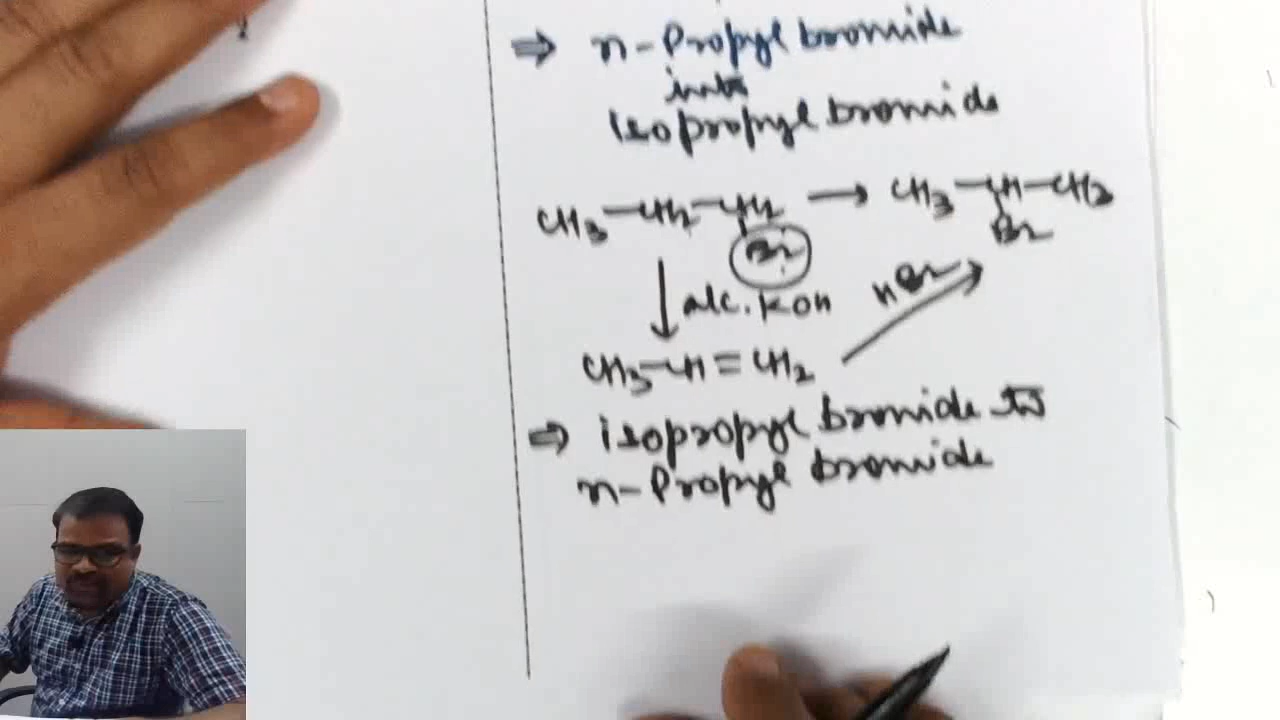 ⇒ n-Propyl bromide
into
isopropyl bromide
CH3-CH2-CH2 → CH3-CH-CH3
Br Br
↓ alc. KOH HBr
CH3-CH=CH2
⇒ isopropyl bromide to
n-Propyl bromide